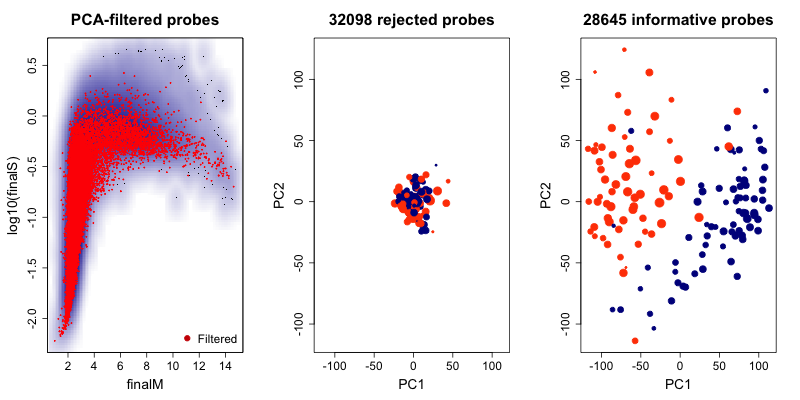 PCA-filtered probes
log10(finalS)
0.5
0.0
-0.5
-1.0
-1.5
-2.0
2 4 6 8 10 12 14
finalM
Filtered
32098 rejected probes
PC2
100
50
0
-50
-100
-100 -50 0 50 100
PC1
28645 informative probes
PC2
100
50
0
-50
-100
-100 -50 0 50 100
PC1